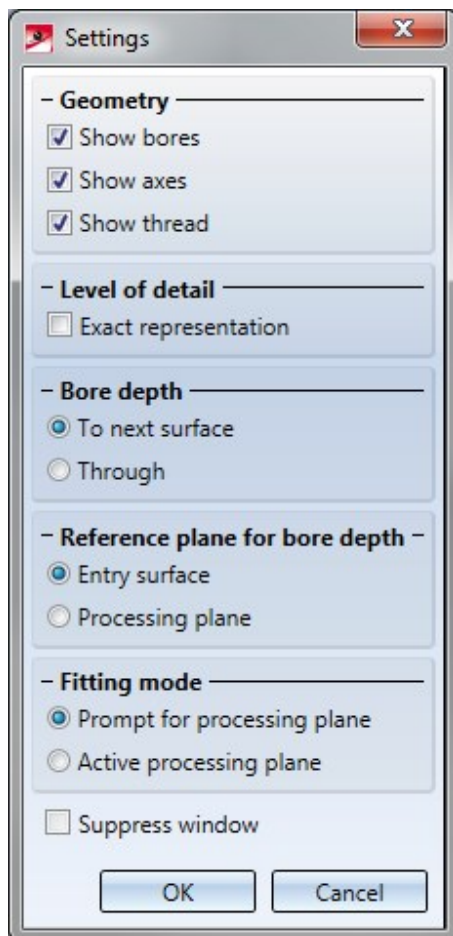 Settings
Geometry
Show bores
Show axes
Show thread
Level of detail
Exact representation
Bore depth
To next surface
Through
Reference plane for bore depth
Entry surface
Processing plane
Fitting mode
Prompt for processing plane
Active processing plane
Suppress window
OK Cancel